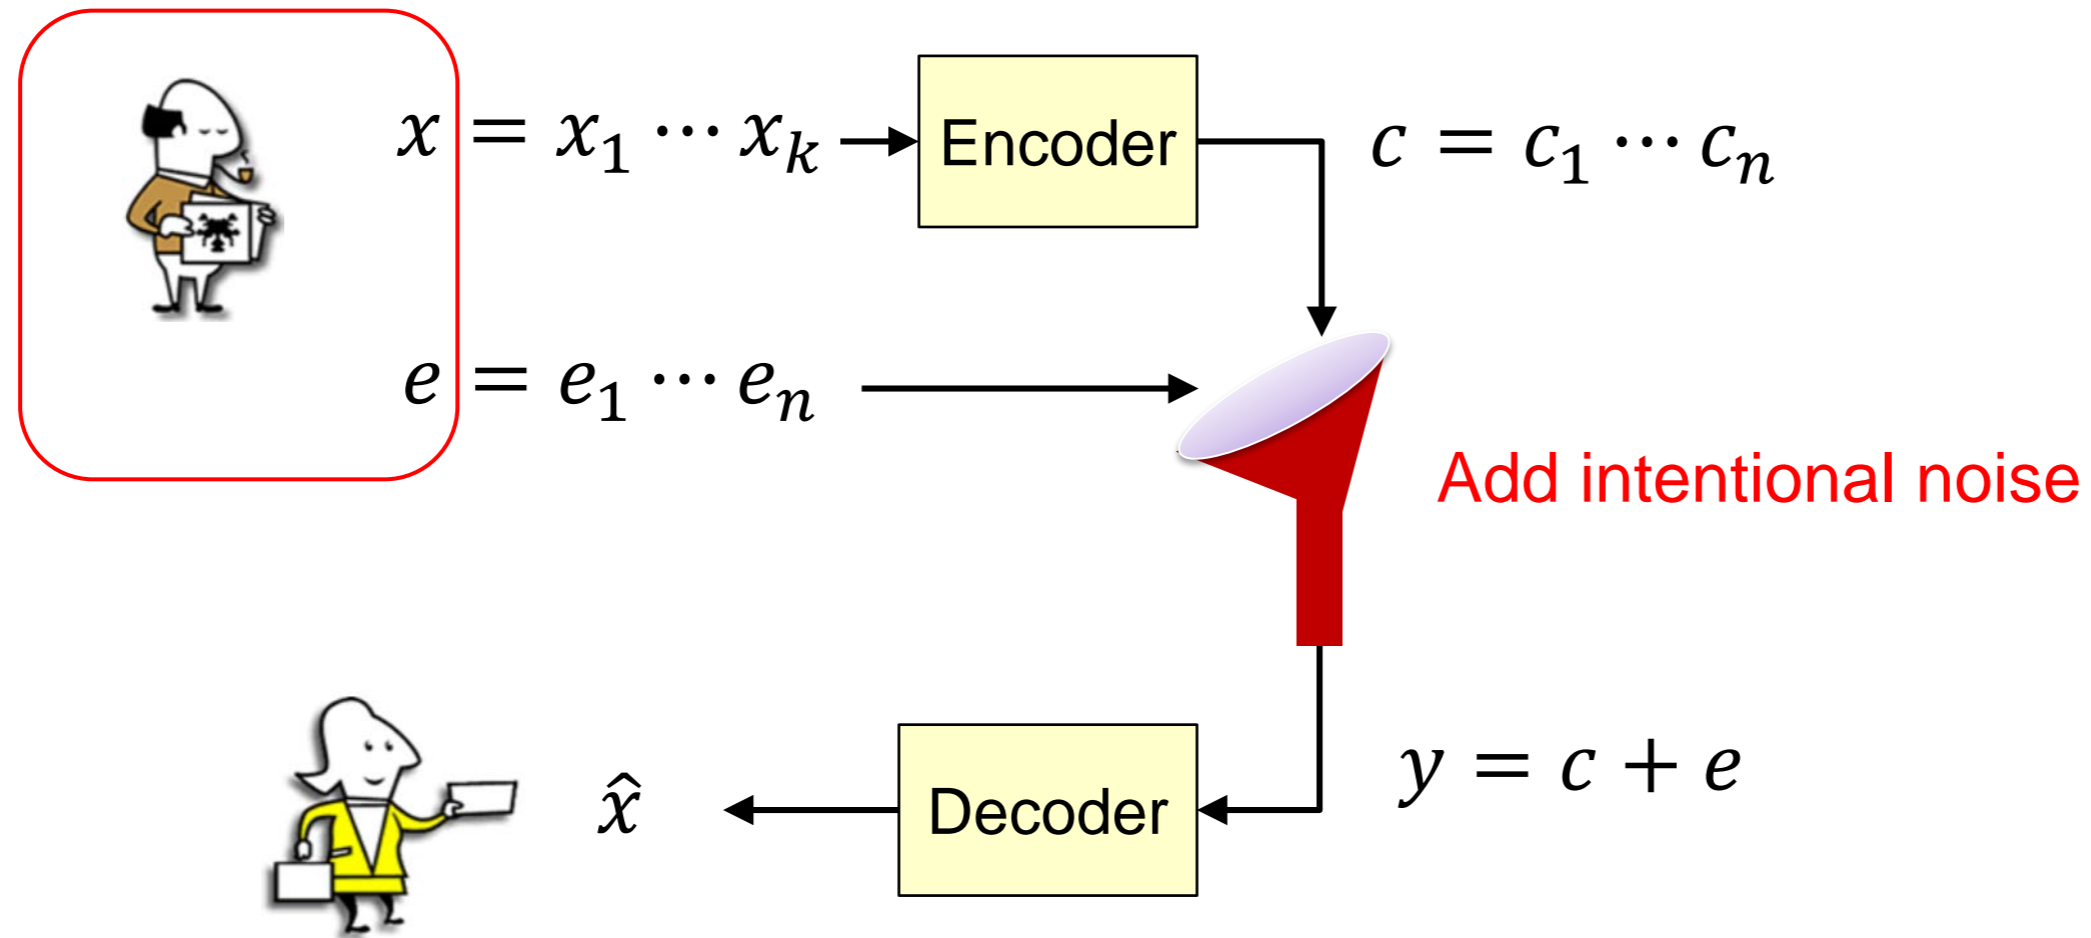 x = x₁ ⋯ xₖ
Encoder
c = c₁ ⋯ cₙ
e = e₁ ⋯ eₙ
Add intentional noise
x̂
Decoder
y = c + e